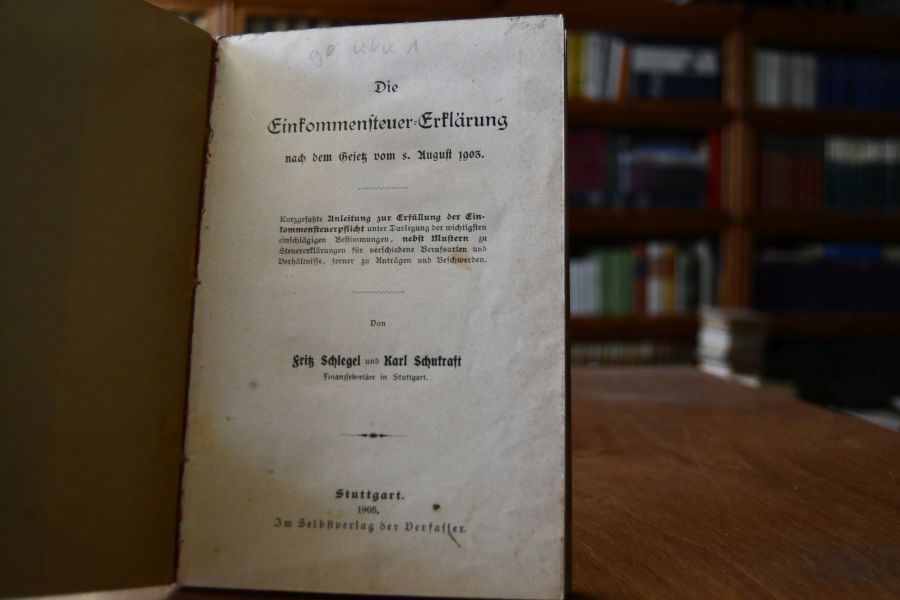 Die
Einkommensteuer-Erklärung
nach dem Gesetz vom 8. August 1903.
Kurzgefaßte Anleitung zur Erfüllung der Ein-
kommensteuerpflicht unter Darlegung der wichtigsten
einschlägigen Bestimmungen, nebst Mustern zu
Steuererklärungen für verschiedene Berufsarten und
Verhältnisse, ferner zu Anträgen und Beschwerden.
Von
Fritz Schlegel und Karl Schukraft
Finanzsekretäre in Stuttgart.
Stuttgart.
1905.
Im Selbstverlag der Verfasser.